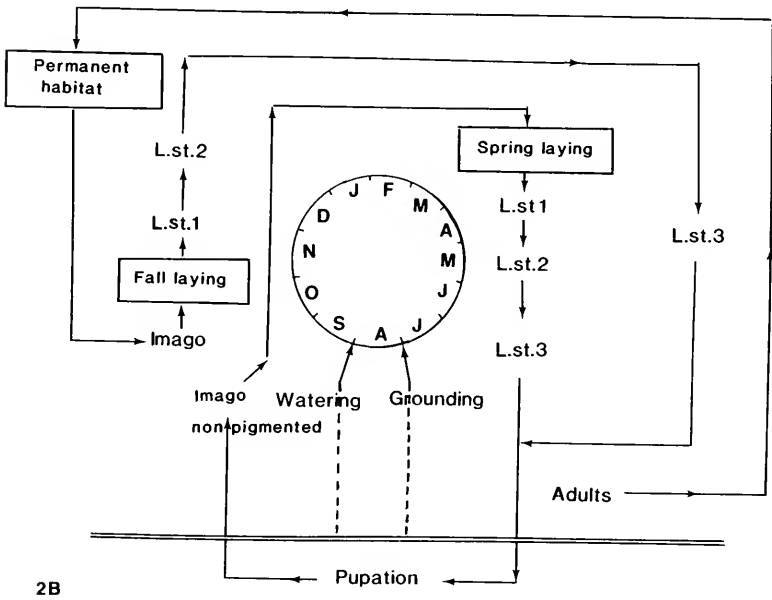 Permanent
habitat
L.st.2
L.st.1
Fall laying
Imago
J F M A M J J A S O N D
Spring laying
L.st 1
L.st.2
L.st.3
L.st.3
Imago
non pigmented
Watering
Grounding
Adults
Pupation
2B